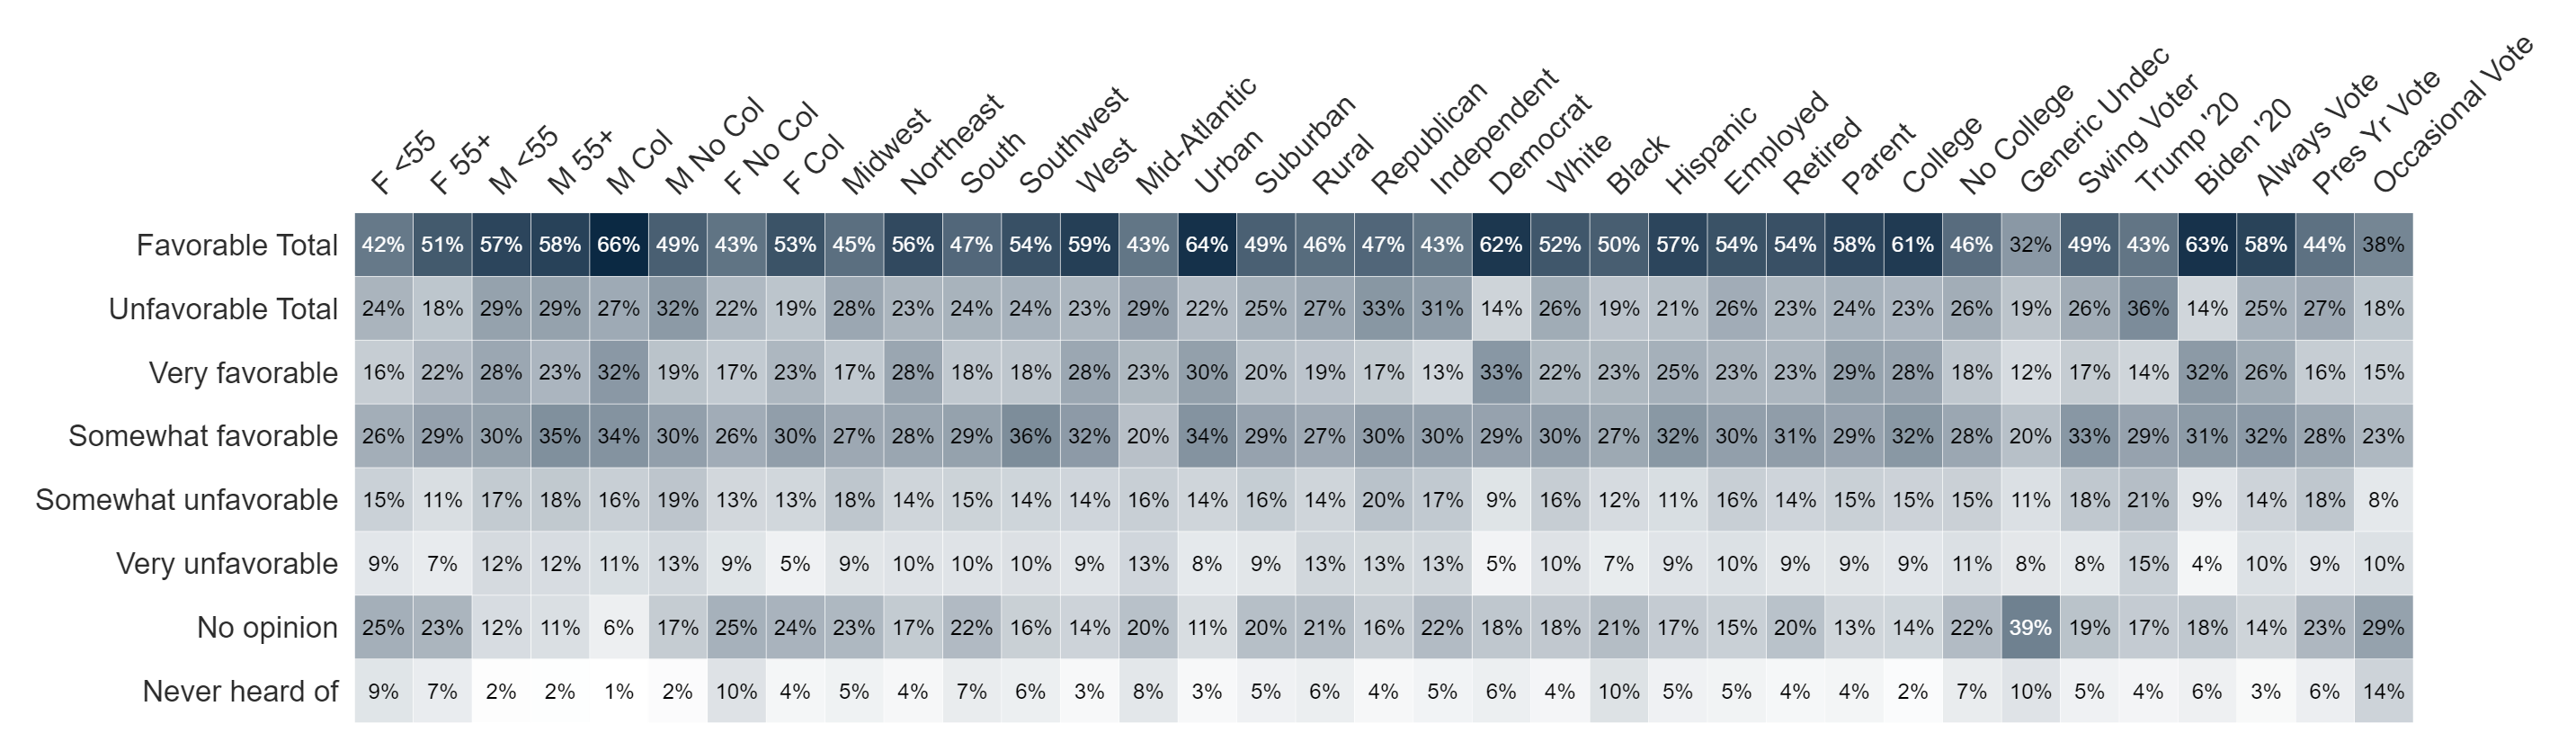 F <55 F 55+ M <55 M 55+ M Col M No Col F No Col F Col Midwest Northeast South Southwest West Mid-Atlantic Urban Suburban Rural Republican Independent Democrat White Black Hispanic Employed Retired Parent College No College Generic Undec Swing Voter Trump '20 Biden '20 Always Vote Pres Yr Vote Occasional Vote
Favorable Total 42% 51% 57% 58% 66% 49% 43% 53% 45% 56% 47% 54% 59% 43% 64% 49% 46% 47% 43% 62% 52% 50% 57% 54% 54% 58% 61% 46% 32% 49% 43% 63% 58% 44% 38%
Unfavorable Total 24% 18% 29% 29% 27% 32% 22% 19% 28% 23% 24% 24% 23% 29% 22% 25% 27% 33% 31% 14% 26% 19% 21% 26% 23% 24% 23% 26% 19% 26% 36% 14% 25% 27% 18%
Very favorable 16% 22% 28% 23% 32% 19% 17% 23% 17% 28% 18% 18% 28% 23% 30% 20% 19% 17% 13% 33% 22% 23% 25% 23% 23% 29% 28% 18% 12% 17% 14% 32% 26% 16% 15%
Somewhat favorable 26% 29% 30% 35% 34% 30% 26% 30% 27% 28% 29% 36% 32% 20% 34% 29% 27% 30% 30% 29% 30% 27% 32% 30% 31% 29% 32% 28% 20% 33% 29% 31% 32% 28% 23%
Somewhat unfavorable 15% 11% 17% 18% 16% 19% 13% 13% 18% 14% 15% 14% 14% 16% 14% 16% 14% 20% 17% 9% 16% 12% 11% 16% 14% 15% 15% 15% 11% 18% 21% 9% 14% 18% 8%
Very unfavorable 9% 7% 12% 12% 11% 13% 9% 5% 9% 10% 10% 10% 9% 13% 8% 9% 13% 13% 13% 5% 10% 7% 9% 10% 9% 9% 9% 11% 8% 8% 15% 4% 10% 9% 10%
No opinion 25% 23% 12% 11% 6% 17% 25% 24% 23% 17% 22% 16% 14% 20% 11% 20% 21% 16% 22% 18% 18% 21% 17% 15% 20% 13% 14% 22% 39% 19% 17% 18% 14% 23% 29%
Never heard of 9% 7% 2% 2% 1% 2% 10% 4% 5% 4% 7% 6% 3% 8% 3% 5% 6% 4% 5% 6% 4% 10% 5% 5% 4% 4% 2% 7% 10% 5% 4% 6% 3% 6% 14%